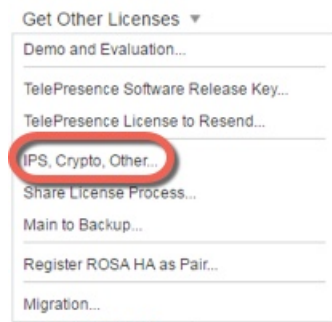 Get Other Licenses ▼
Demo and Evaluation...
TelePresence Software Release Key...
TelePresence License to Resend...
IPS, Crypto, Other...
Share License Process...
Main to Backup...
Register ROSA HA as Pair...
Migration...